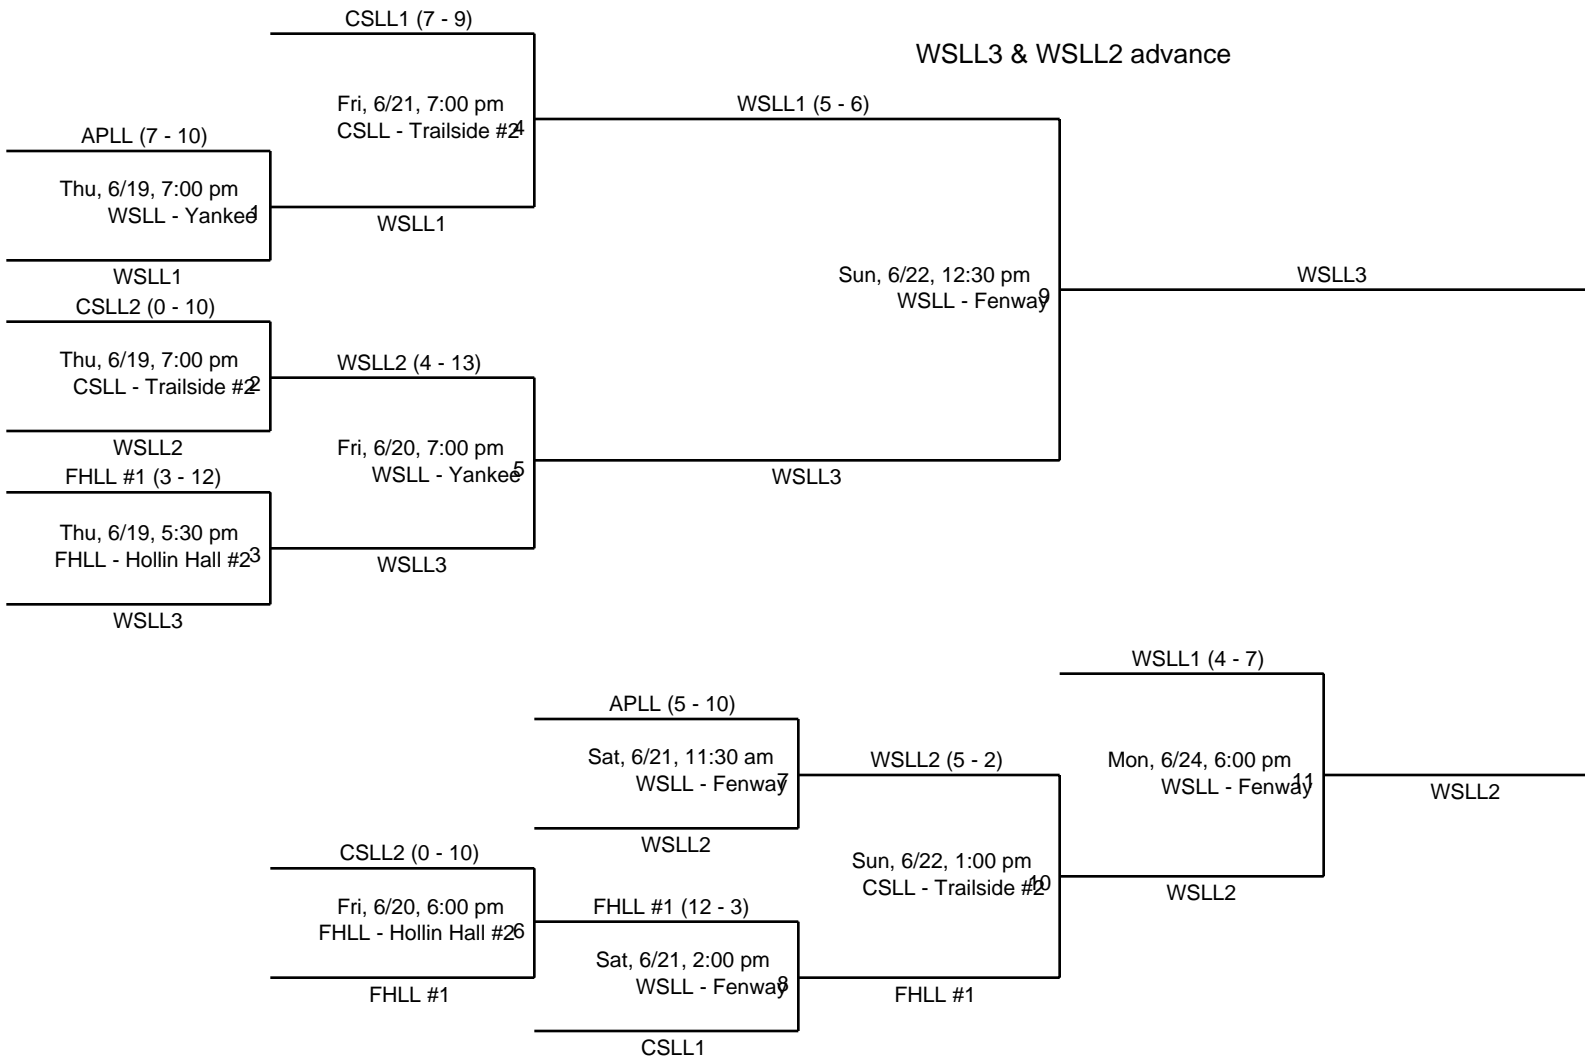 CSLL1 (7 - 9)
WSLL3 & WSLL2 advance
Fri, 6/21, 7:00 pm
CSLL - Trailside #2
4
WSLL1 (5 - 6)
APLL (7 - 10)
Thu, 6/19, 7:00 pm
WSLL - Yankee
1
WSLL1
WSLL1
CSLL2 (0 - 10)
Thu, 6/19, 7:00 pm
CSLL - Trailside #2
2
WSLL2
WSLL2 (4 - 13)
Fri, 6/20, 7:00 pm
WSLL - Yankee
5
WSLL3
Sun, 6/22, 12:30 pm
WSLL - Fenway
9
WSLL3
FHLL #1 (3 - 12)
Thu, 6/19, 5:30 pm
FHLL - Hollin Hall #2
3
WSLL3
WSLL3
WSLL1 (4 - 7)
APLL (5 - 10)
Sat, 6/21, 11:30 am
WSLL - Fenway
7
WSLL2
WSLL2 (5 - 2)
Mon, 6/24, 6:00 pm
WSLL - Fenway
11
WSLL2
CSLL2 (0 - 10)
Fri, 6/20, 6:00 pm
FHLL - Hollin Hall #2
6
FHLL #1
FHLL #1 (12 - 3)
Sat, 6/21, 2:00 pm
WSLL - Fenway
8
CSLL1
Sun, 6/22, 1:00 pm
CSLL - Trailside #2
10
FHLL #1
WSLL2